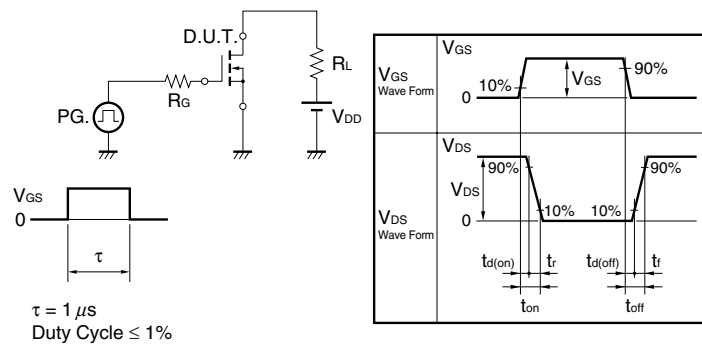 D.U.T.
RL
RG
PG.
VDD
VGS
0
τ
τ = 1 μs
Duty Cycle ≤ 1%
VGS
Wave Form
VGS
10%
VGS
90%
0
VDS
Wave Form
VDS
90%
90%
VDS
10%
10%
0
td(on)
tr
td(off)
tf
ton
toff